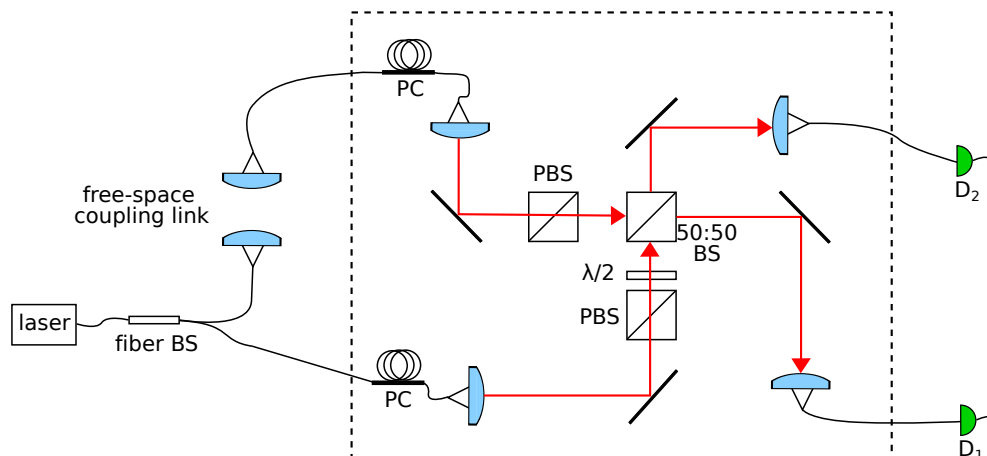 PC
free-space
coupling link
PBS
D2
50:50
BS
λ/2
PBS
laser
fiber BS
PC
D1